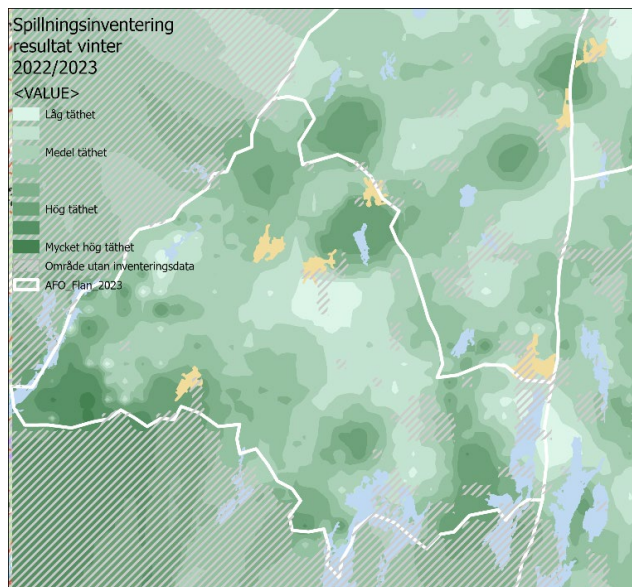 Spillningsinventering
resultat vinter
2022/2023
<VALUE>
Låg täthet
Medel täthet
Hög täthet
Mycket hög täthet
Område utan inventeringsdata
AFO_Flan_2023